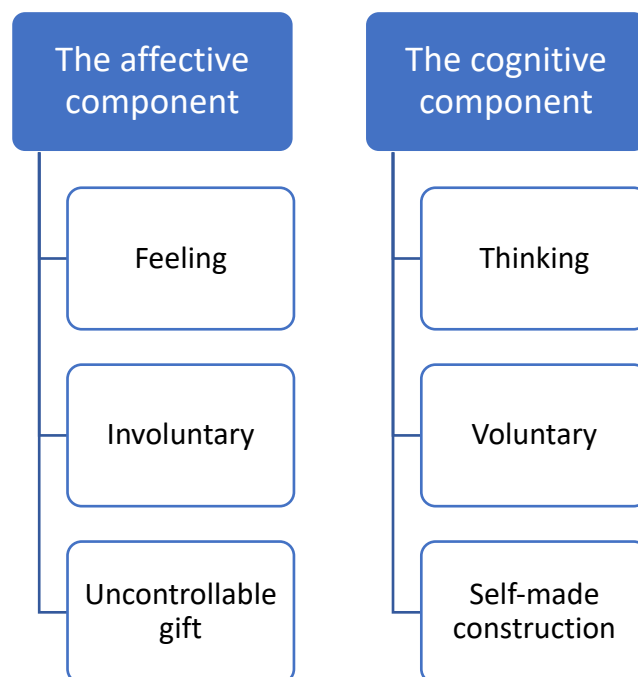 The affective
component
Feeling
Involuntary
Uncontrollable
gift
The cognitive
component
Thinking
Voluntary
Self-made
construction